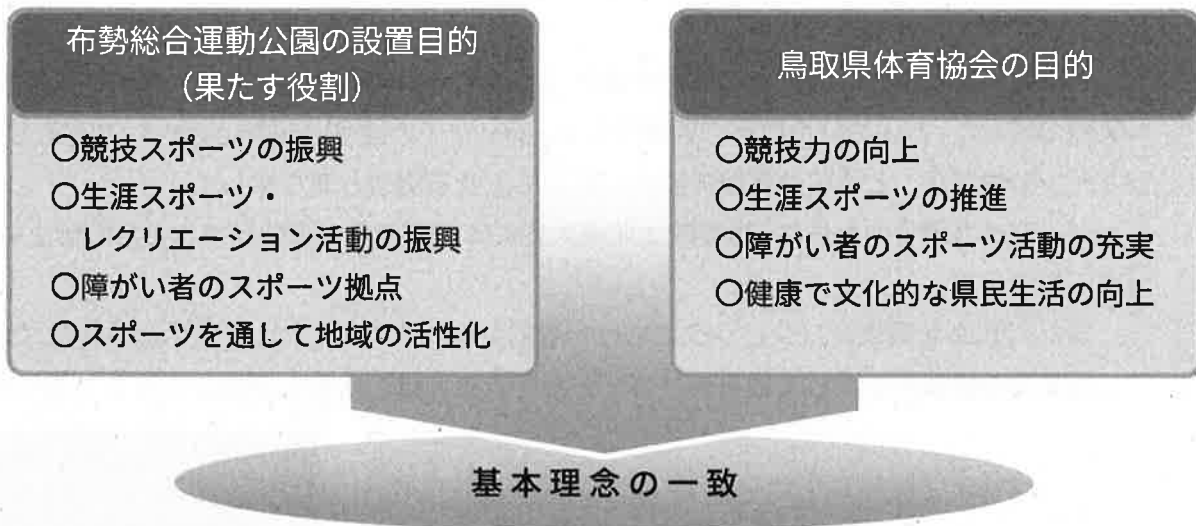 布勢総合運動公園の設置目的
（果たす役割）
○競技スポーツの振興
○生涯スポーツ・
レクリエーション活動の振興
○障がい者のスポーツ拠点
○スポーツを通して地域の活性化
鳥取県体育協会の目的
○競技力の向上
○生涯スポーツの推進
○障がい者のスポーツ活動の充実
○健康で文化的な県民生活の向上
基本理念の一致